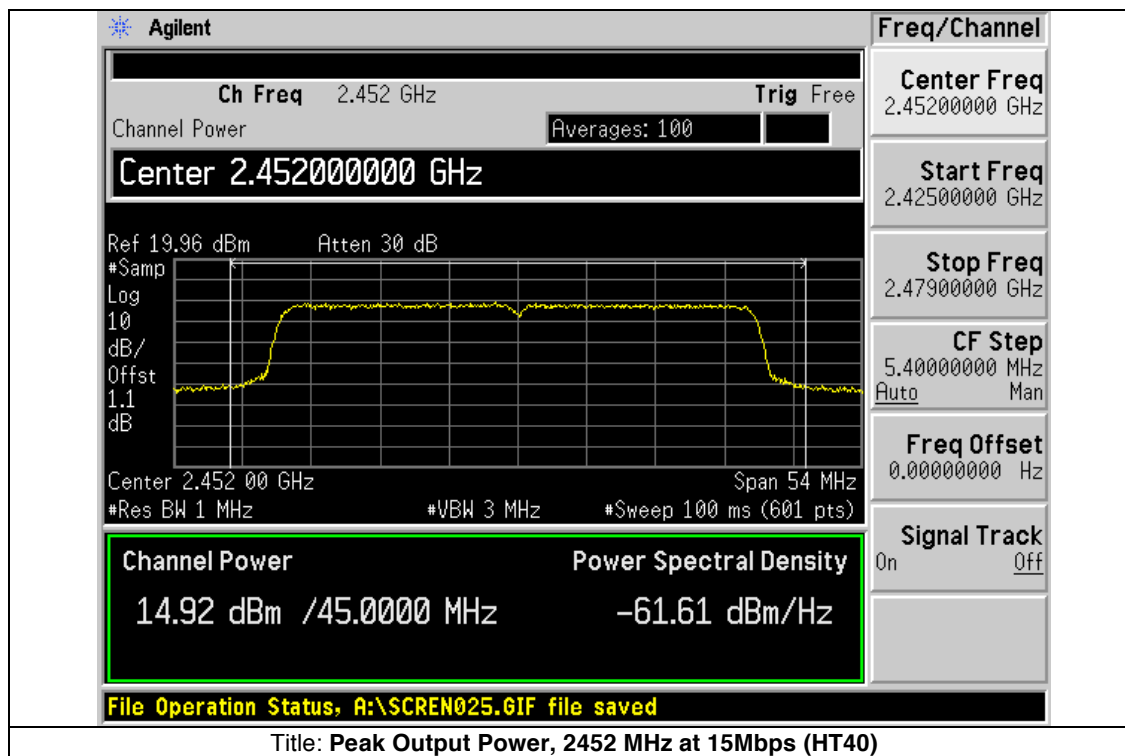 Agilent
Freq/Channel
Ch Freq 2.452 GHz Trig Free
Channel Power Averages: 100
Center 2.452000000 GHz
Ref 19.96 dBm Atten 30 dB
#Samp
Log
10
dB/
Offst
1.1
dB
Center 2.452 00 GHz Span 54 MHz
#Res BW 1 MHz #VBW 3 MHz #Sweep 100 ms (601 pts)
Channel Power Power Spectral Density
14.92 dBm /45.0000 MHz -61.61 dBm/Hz
File Operation Status, A:\SCREN025.GIF file saved
Center Freq
2.45200000 GHz
Start Freq
2.42500000 GHz
Stop Freq
2.47900000 GHz
CF Step
5.40000000 MHz
Auto Man
Freq Offset
0.00000000 Hz
Signal Track
On Off
Title: Peak Output Power, 2452 MHz at 15Mbps (HT40)